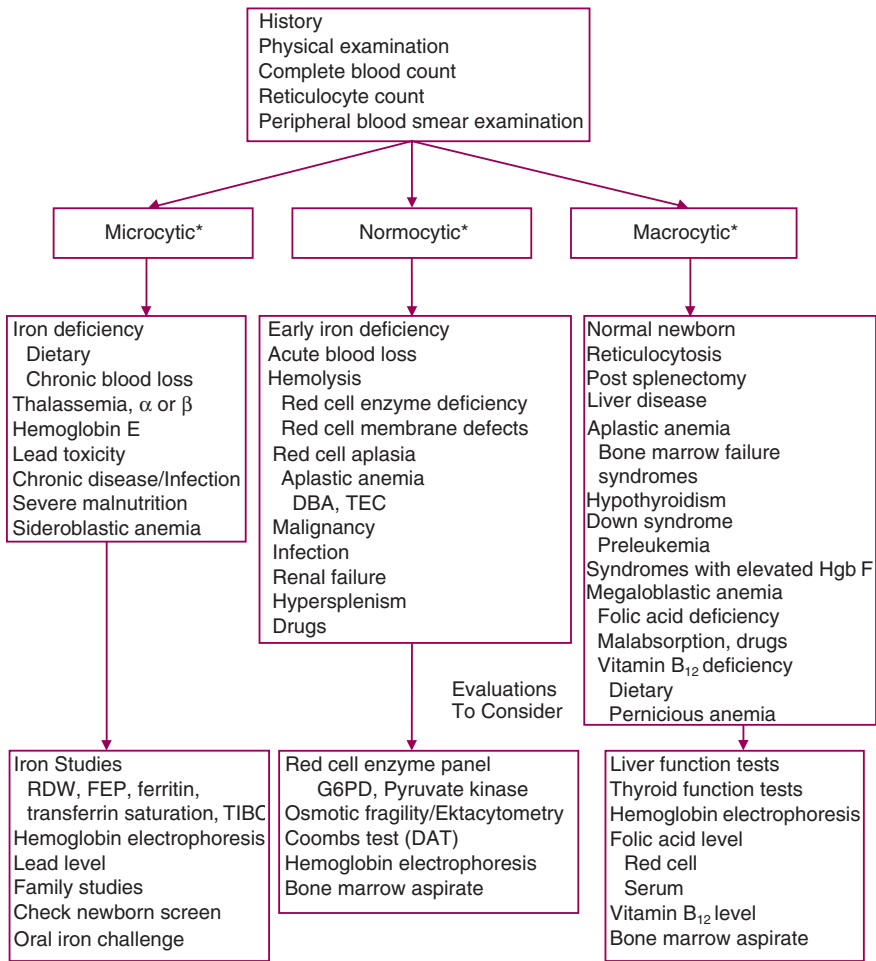 History
Physical examination
Complete blood count
Reticulocyte count
Peripheral blood smear examination
Microcytic*
Normocytic*
Macrocytic*
Iron deficiency
Dietary
Chronic blood loss
Thalassemia, α or β
Hemoglobin E
Lead toxicity
Chronic disease/Infection
Severe malnutrition
Sideroblastic anemia
Early iron deficiency
Acute blood loss
Hemolysis
Red cell enzyme deficiency
Red cell membrane defects
Red cell aplasia
Aplastic anemia
DBA, TEC
Malignancy
Infection
Renal failure
Hypersplenism
Drugs
Normal newborn
Reticulocytosis
Post splenectomy
Liver disease
Aplastic anemia
Bone marrow failure
syndromes
Hypothyroidism
Down syndrome
Preleukemia
Syndromes with elevated Hgb F
Megaloblastic anemia
Folic acid deficiency
Malabsorption, drugs
Vitamin B₁₂ deficiency
Dietary
Pernicious anemia
Evaluations
To Consider
Iron Studies
RDW, FEP, ferritin,
transferrin saturation, TIBC
Hemoglobin electrophoresis
Lead level
Family studies
Check newborn screen
Oral iron challenge
Red cell enzyme panel
G6PD, Pyruvate kinase
Osmotic fragility/Ektacytometry
Coombs test (DAT)
Hemoglobin electrophoresis
Bone marrow aspirate
Liver function tests
Thyroid function tests
Hemoglobin electrophoresis
Folic acid level
Red cell
Serum
Vitamin B₁₂ level
Bone marrow aspirate